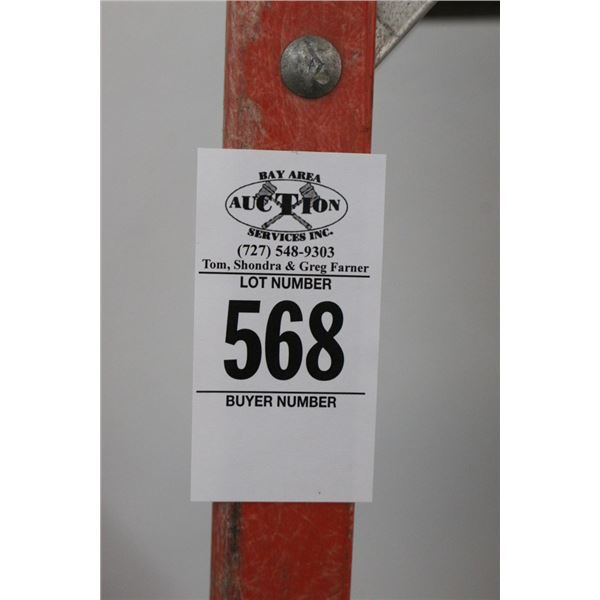 BAY AREA
AUCTION
SERVICES INC.
(727) 548-9303
Tom, Shondra & Greg Farner
LOT NUMBER
568
BUYER NUMBER